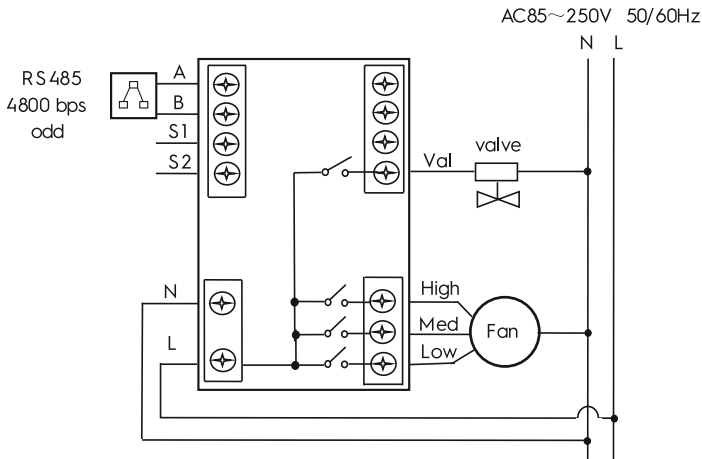 AC85～250V 50/60Hz
N L
RS485
4800 bps
odd
A
B
S1
S2
Val
valve
N
L
High
Med
Low
Fan